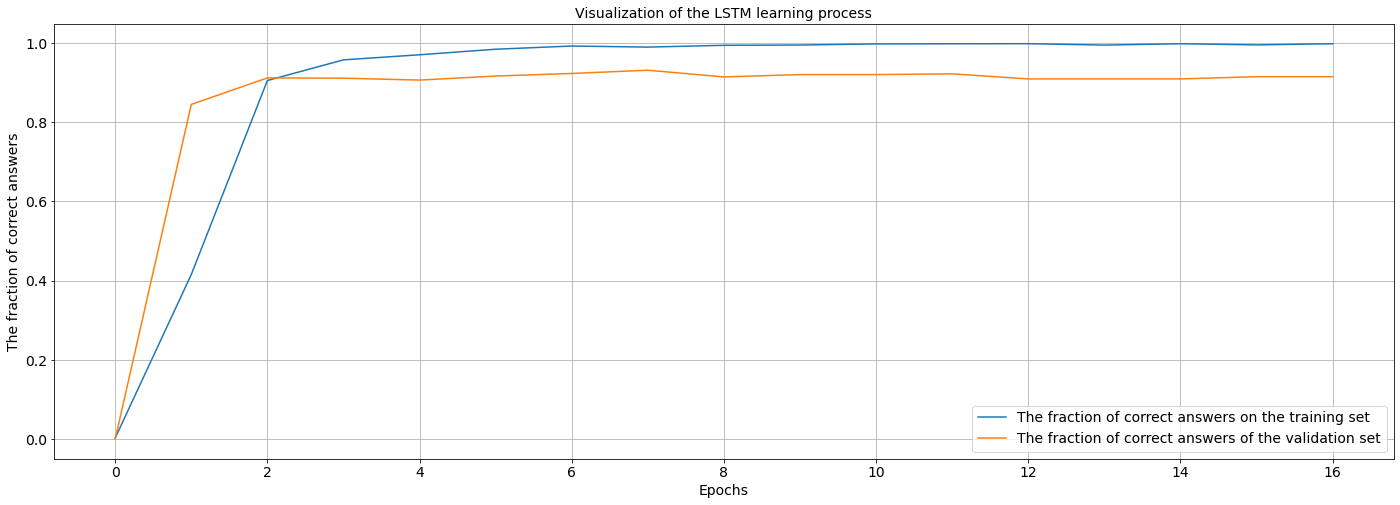 Visualization of the LSTM learning process
The fraction of correct answers
1.0
0.8
0.6
0.4
0.2
0.0
The fraction of correct answers on the training set
The fraction of correct answers of the validation set
0 2 4 6 8 10 12 14 16
Epochs